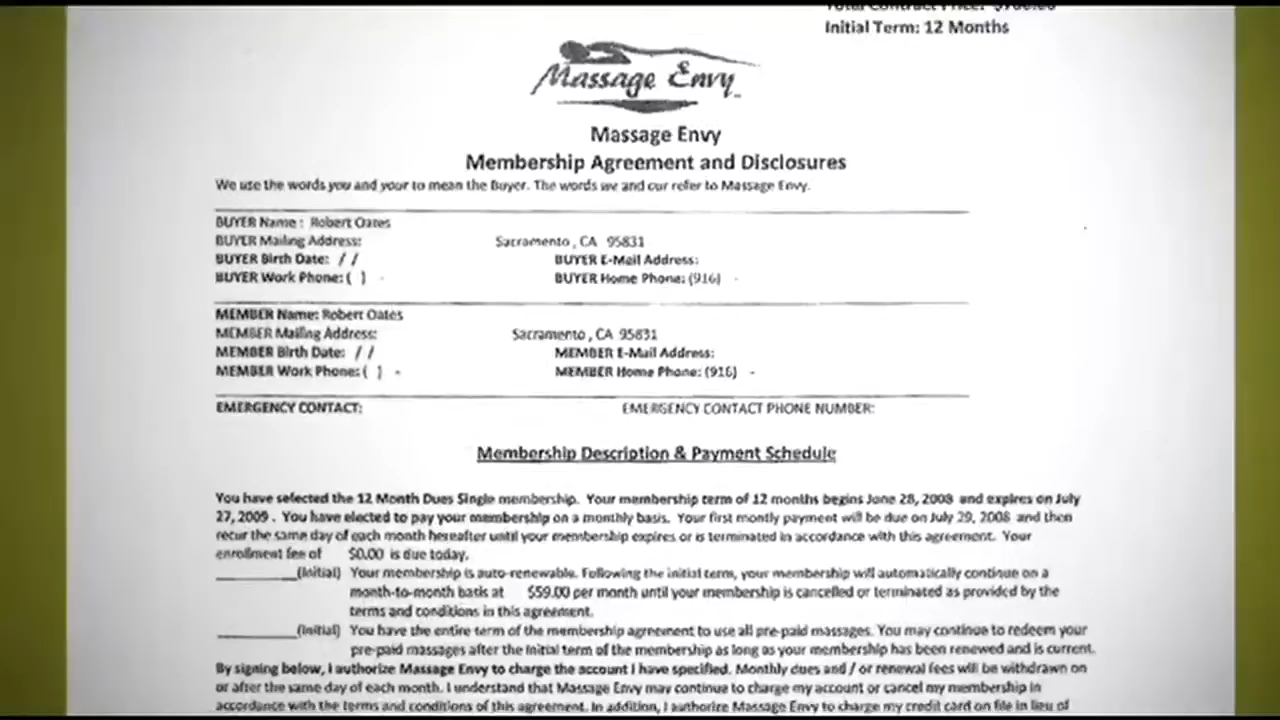 Initial Term: 12 Months
Massage Envy
Massage Envy
Membership Agreement and Disclosures
We use the words you and your to mean the Buyer. The words we and our refer to Massage Envy.
BUYER Name : Robert Oates
BUYER Mailing Address: Sacramento , CA 95831
BUYER Birth Date: / / BUYER E-Mail Address:
BUYER Work Phone: ( ) - BUYER Home Phone: (916) -
MEMBER Name: Robert Oates
MEMBER Mailing Address: Sacramento , CA 95831
MEMBER Birth Date: / / MEMBER E-Mail Address:
MEMBER Work Phone: ( ) - MEMBER Home Phone: (916) -
EMERGENCY CONTACT: EMERGENCY CONTACT PHONE NUMBER:
Membership Description & Payment Schedule
You have selected the 12 Month Dues Single membership. Your membership term of 12 months begins June 28, 2008 and expires on July
27, 2009 . You have elected to pay your membership on a monthly basis. Your first montly payment will be due on July 29, 2008 and then
recur the same day of each month hereafter until your membership expires or is terminated in accordance with this agreement. Your
enrollment fee of $0.00 is due today.
__________(Initial) Your membership is auto-renewable. Following the initial term, your membership will automatically continue on a
month-to-month basis at $59.00 per month until your membership is cancelled or terminated as provided by the
terms and conditions in this agreement.
__________(Initial) You have the entire term of the membership agreement to use all pre-paid massages. You may continue to redeem your
pre-paid massages after the initial term of the membership as long as your membership has been renewed and is current.
By signing below, I authorize Massage Envy to charge the account I have specified. Monthly dues and / or renewal fees will be withdrawn on
or after the same day of each month. I understand that Massage Envy may continue to charge my account or cancel my membership in
accordance with the terms and conditions of this agreement. In addition, I authorize Massage Envy to charge my credit card on file in lieu of